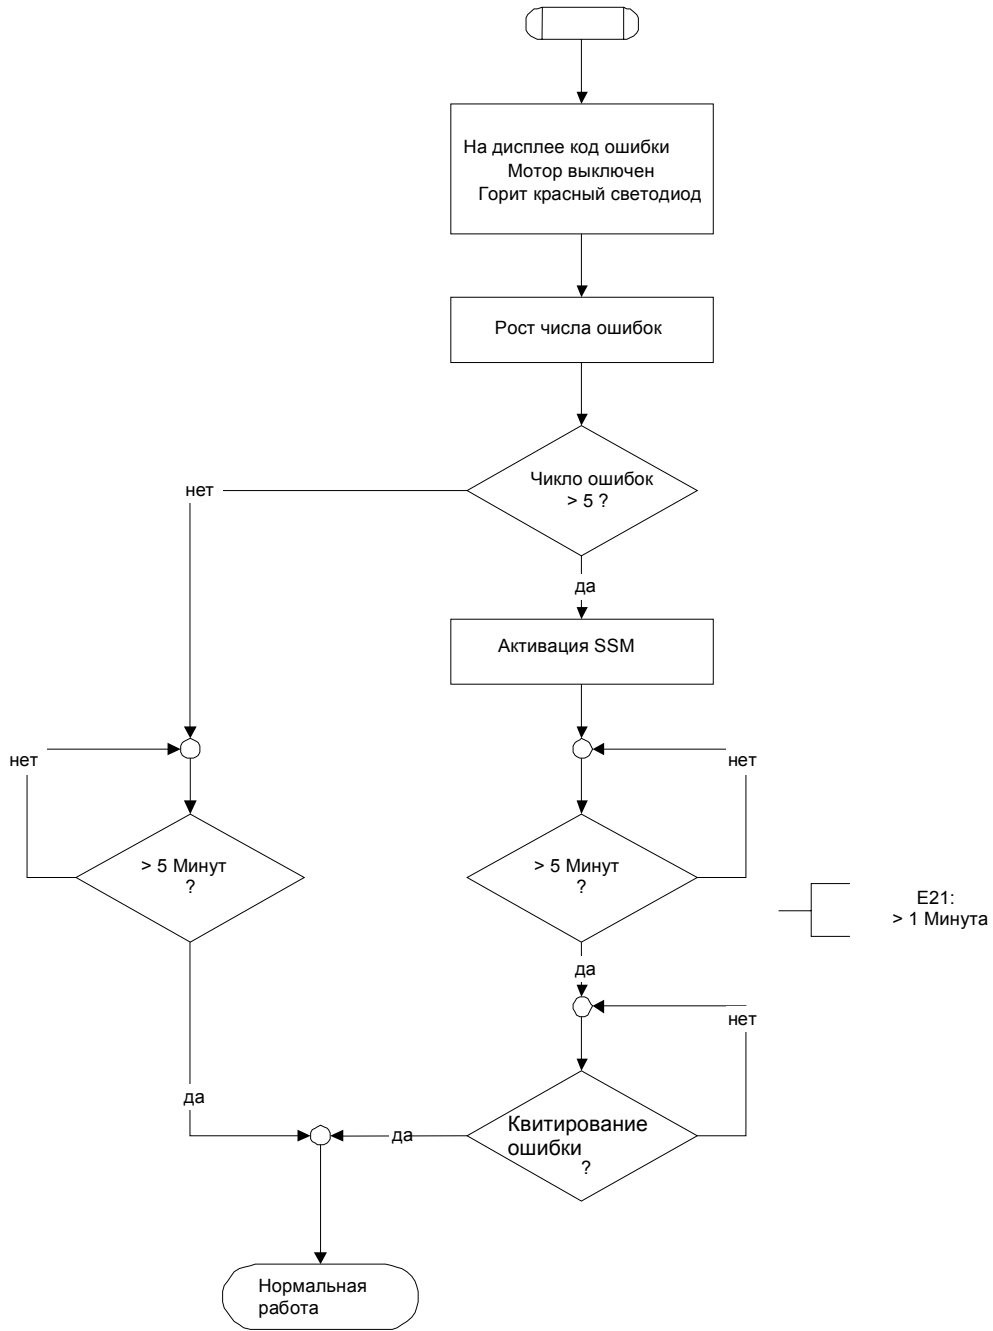 На дисплее код ошибки
Мотор выключен
Горит красный светодиод
Рост числа ошибок
Чикло ошибок
> 5 ?
нет
да
Активация SSM
нет
нет
> 5 Минут
?
> 5 Минут
?
E21:
> 1 Минута
да
нет
да
Квитирование
ошибки
?
да
Нормальная
работа